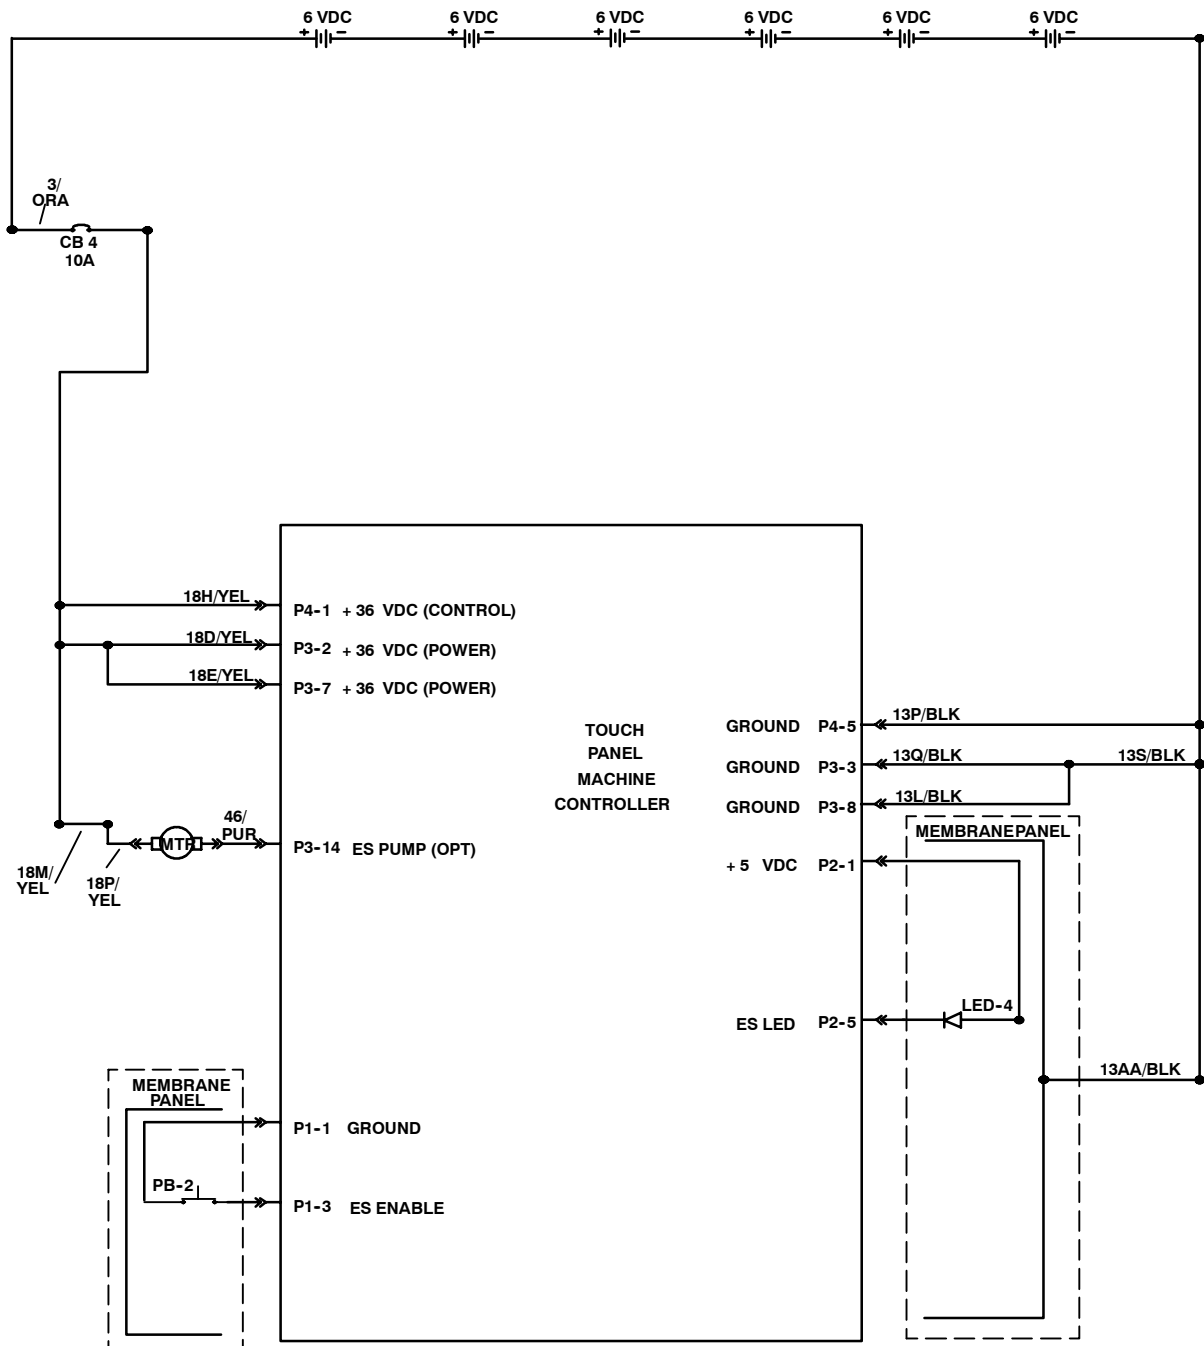 6 VDC 6 VDC 6 VDC 6 VDC 6 VDC 6 VDC
+ − + − + − + − + − + −
3/
ORA
CB 4
10A
18H/YEL
P4-1 + 36 VDC (CONTROL)
18D/YEL
P3-2 + 36 VDC (POWER)
18E/YEL
P3-7 + 36 VDC (POWER)
TOUCH
PANEL
MACHINE
CONTROLLER
GROUND P4-5
13P/BLK
GROUND P3-3
13Q/BLK
13S/BLK
GROUND P3-8
13L/BLK
46/
PUR
MTR
P3-14 ES PUMP (OPT)
18M/
YEL
18P/
YEL
MEMBRANE PANEL
+ 5 VDC P2-1
LED-4
ES LED P2-5
13AA/BLK
MEMBRANE
PANEL
P1-1 GROUND
PB-2
P1-3 ES ENABLE